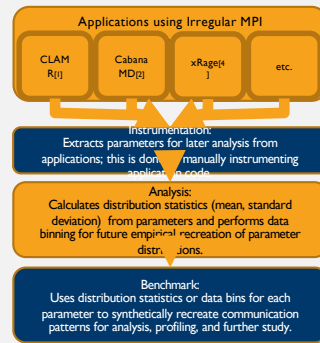 Applications using Irregular MPI
CLAM
R[1]
Cabana
MD[2]
xRage[4
]
etc.
Instrumentation:
Extracts parameters for later analysis from
applications; this is done manually instrumenting
application code.
Analysis:
Calculates distribution statistics (mean, standard
deviation) from parameters and performs data
binning for future empirical recreation of parameter
distributions.
Benchmark:
Uses distribution statistics or data bins for each
parameter to synthetically recreate communication
patterns for analysis, profiling, and further study.